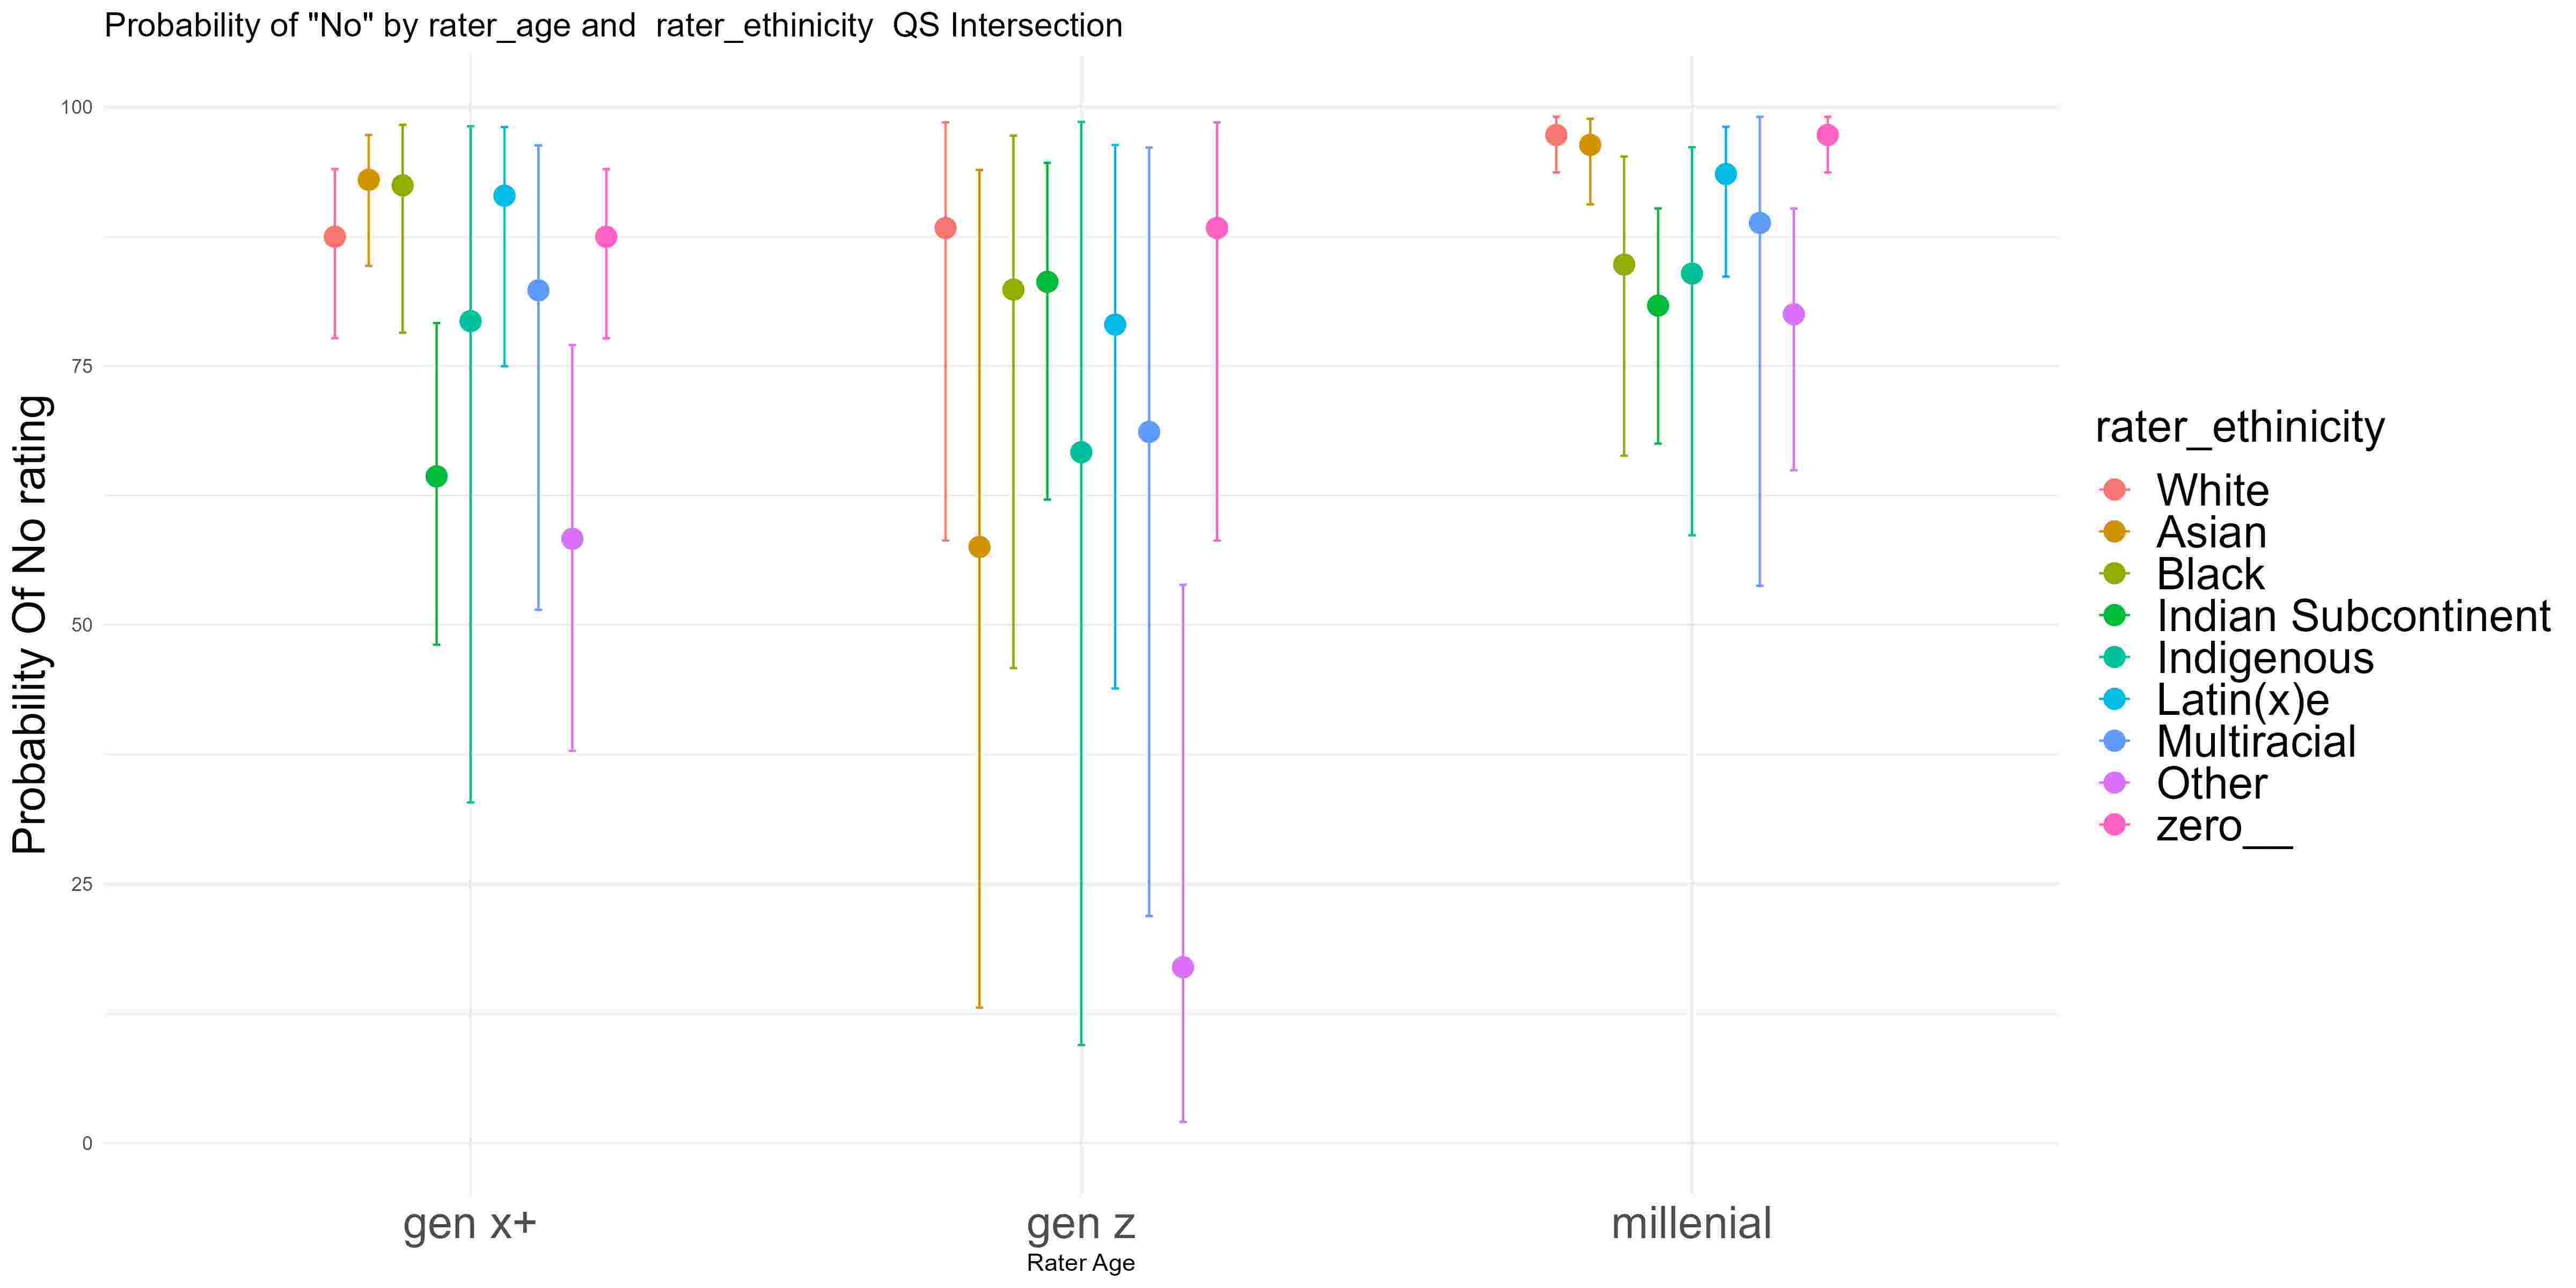 Probability of "No" by rater_age and  rater_ethinicity  QS Intersection
Probability Of No rating
100
75
50
25
0
gen x+
gen z
millenial
Rater Age
rater_ethinicity
White
Asian
Black
Indian Subcontinent
Indigenous
Latin(x)e
Multiracial
Other
zero__